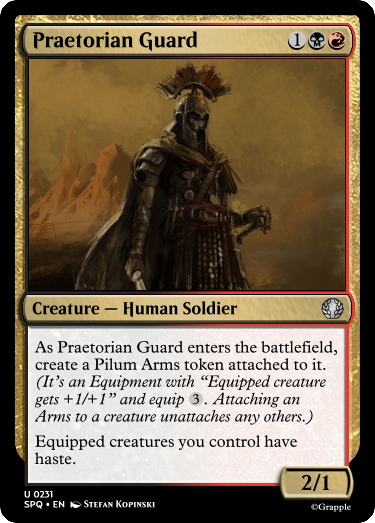 Praetorian Guard 1
Creature — Human Soldier
As Praetorian Guard enters the battlefield,
create a Pilum Arms token attached to it.
(It's an Equipment with “Equipped creature
gets +1/+1” and equip 3. Attaching an
Arms to a creature unattaches any others.)
Equipped creatures you control have
haste.
2/1
U 0231
SPQ • EN Stefan Kopinski
©Grapple